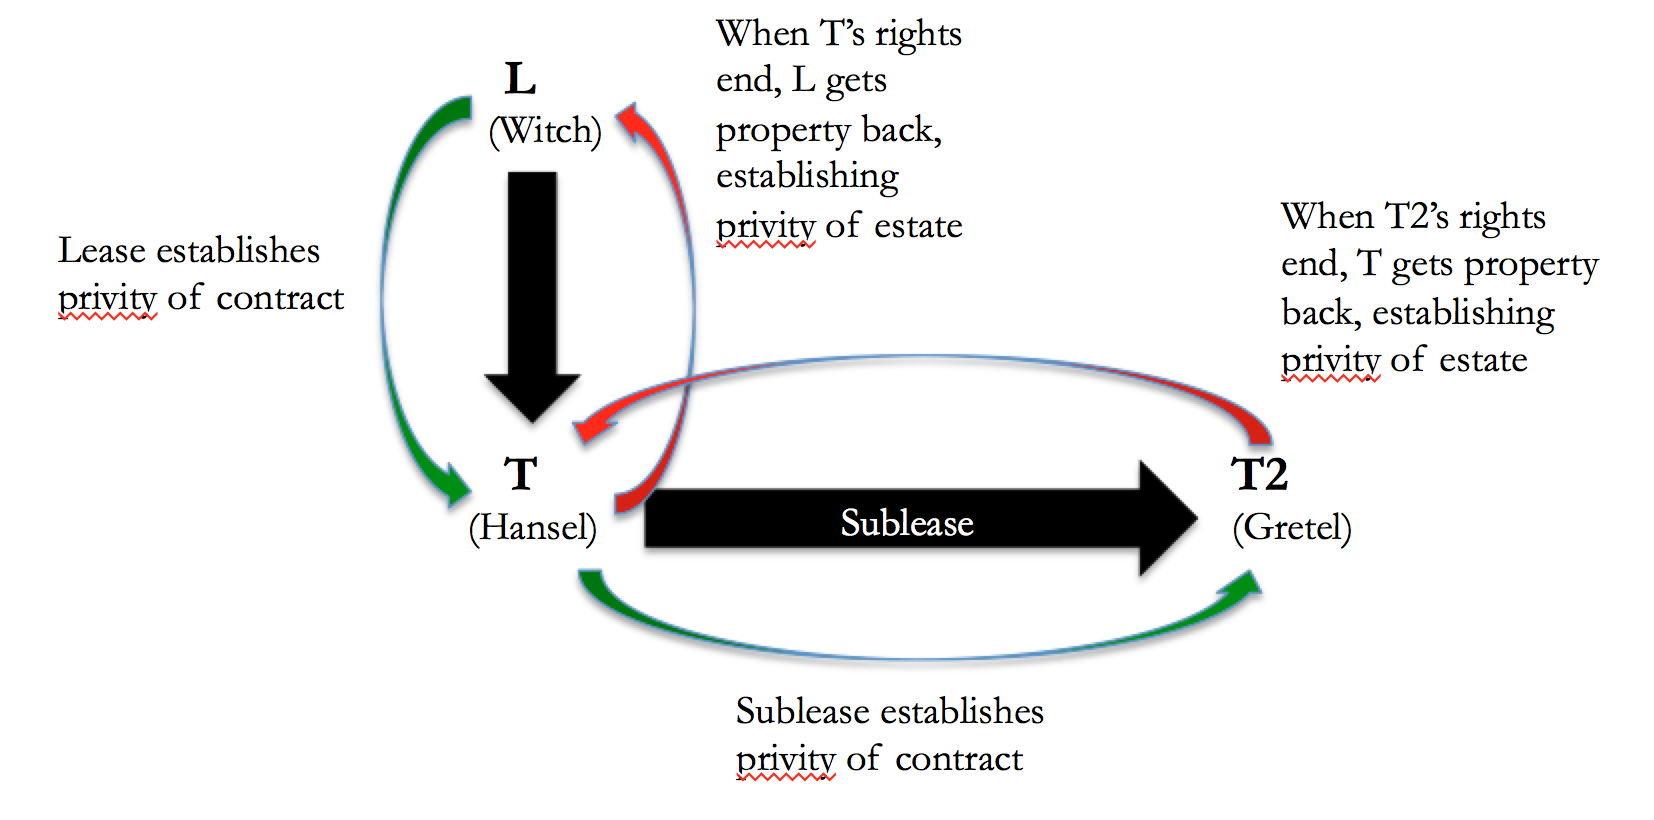 L
(Witch)
When T’s rights
end, L gets
property back,
establishing
privity of estate
Lease establishes
privity of contract
When T2’s rights
end, T gets property
back, establishing
privity of estate
T
(Hansel)
Sublease
T2
(Gretel)
Sublease establishes
privity of contract